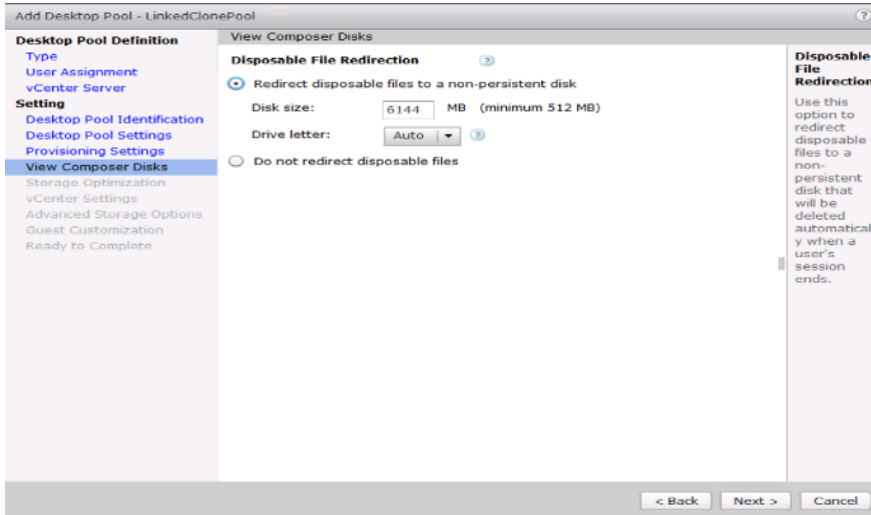 Add Desktop Pool - LinkedClonePool
?
Desktop Pool Definition
Type
User Assignment
vCenter Server
Setting
Desktop Pool Identification
Desktop Pool Settings
Provisioning Settings
View Composer Disks
Storage Optimization
vCenter Settings
Advanced Storage Options
Guest Customization
Ready to Complete
View Composer Disks
Disposable File Redirection ?
Redirect disposable files to a non-persistent disk
Disk size: 6144 MB (minimum 512 MB)
Drive letter: Auto ?
Do not redirect disposable files
Disposable
File
Redirection
Use this
option to
redirect
disposable
files to a
non-
persistent
disk that
will be
deleted
automatical
y when a
user's
session
ends.
< Back Next > Cancel